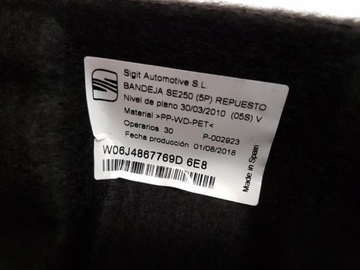 Sigit Automotive S.L
BANDEJA SE250 (5P) REPUESTO
Nivel de plano 30/03/2010 (05S) V
Material >PP-WD-PET<
Operarios 30 P-002923
Fecha producción 01/08/2018
W06J4867769D 6E8
Made in Spain